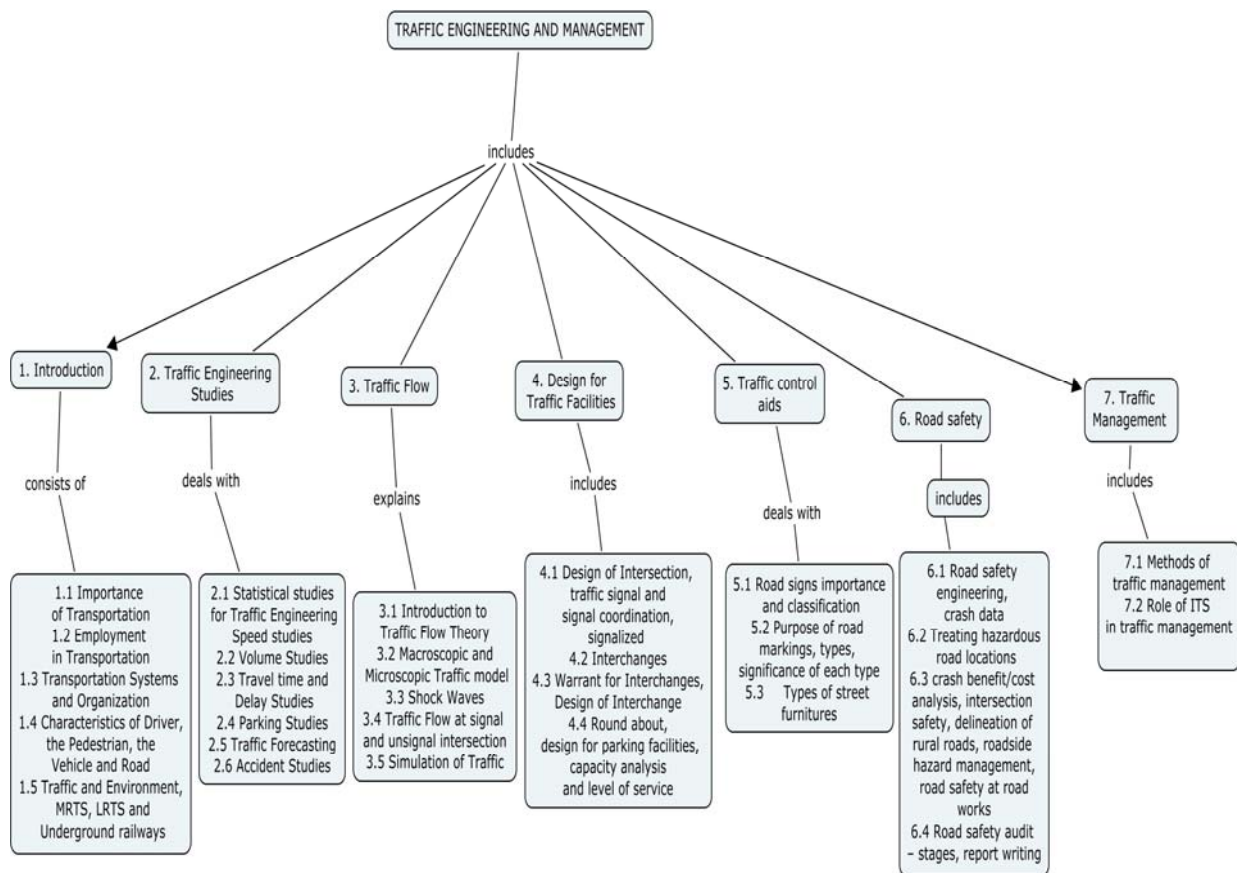 TRAFFIC ENGINEERING AND MANAGEMENT
includes
1. Introduction
2. Traffic Engineering
Studies
3. Traffic Flow
4. Design for
Traffic Facilities
5. Traffic control
aids
6. Road safety
7. Traffic
Management
consists of
deals with
explains
includes
deals with
includes
includes
1.1 Importance
of Transportation
1.2 Employment
in Transportation
1.3 Transportation Systems
and Organization
1.4 Characteristics of Driver,
the Pedestrian, the
Vehicle and Road
1.5 Traffic and Environment,
MRTS, LRTS and
Underground railways
2.1 Statistical studies
for Traffic Engineering
Speed studies
2.2 Volume Studies
2.3 Travel time and
Delay Studies
2.4 Parking Studies
2.5 Traffic Forecasting
2.6 Accident Studies
3.1 Introduction to
Traffic Flow Theory
3.2 Macroscopic and
Microscopic Traffic model
3.3 Shock Waves
3.4 Traffic Flow at signal
and unsignal intersection
3.5 Simulation of Traffic
4.1 Design of Intersection,
traffic signal and
signal coordination,
signalized
4.2 Interchanges
4.3 Warrant for Interchanges,
Design of Interchange
4.4 Round about,
design for parking facilities,
capacity analysis
and level of service
5.1 Road signs importance
and classification
5.2 Purpose of road
markings, types,
significance of each type
5.3 Types of street
furnitures
6.1 Road safety
engineering,
crash data
6.2 Treating hazardous
road locations
6.3 crash benefit/cost
analysis, intersection
safety, delineation of
rural roads, roadside
hazard management,
road safety at road
works
6.4 Road safety audit
– stages, report writing
7.1 Methods of
traffic management
7.2 Role of ITS
in traffic management